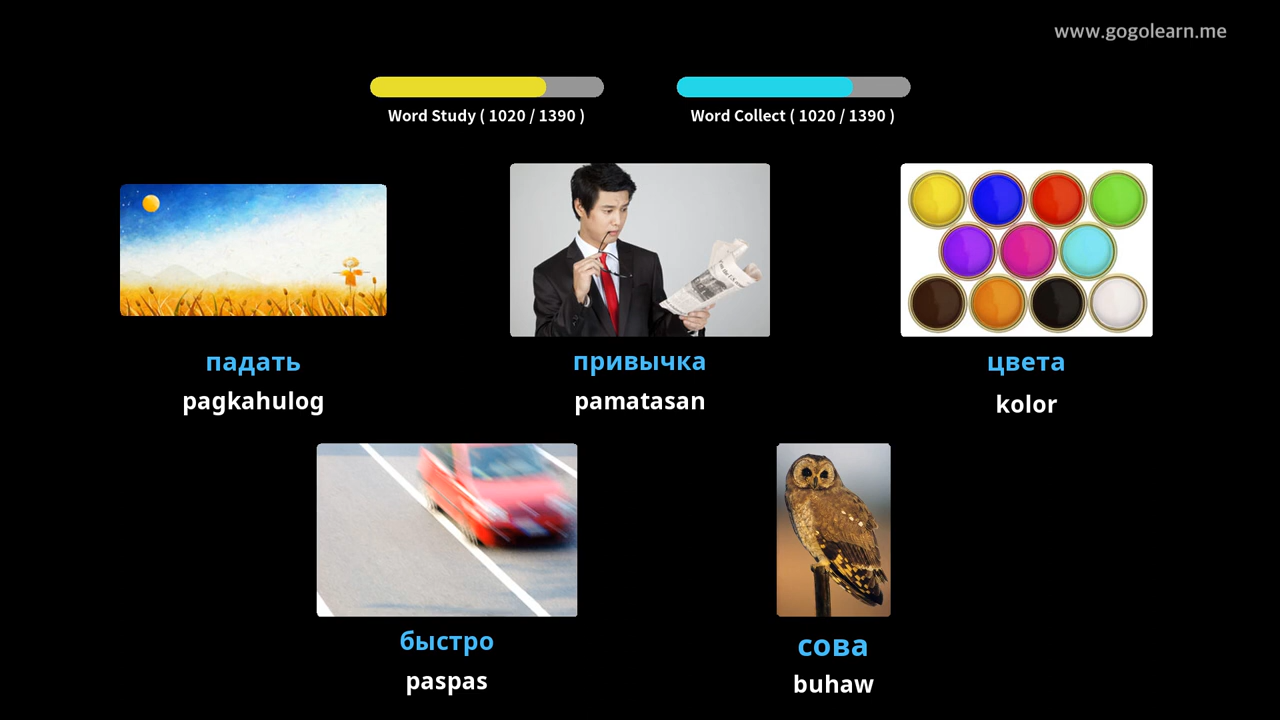 www.gogolearn.me
Word Study ( 1020 / 1390 )
Word Collect ( 1020 / 1390 )
падать
pagkahulog
привычка
pamatasan
цвета
kolor
быстро
paspas
сова
buhaw